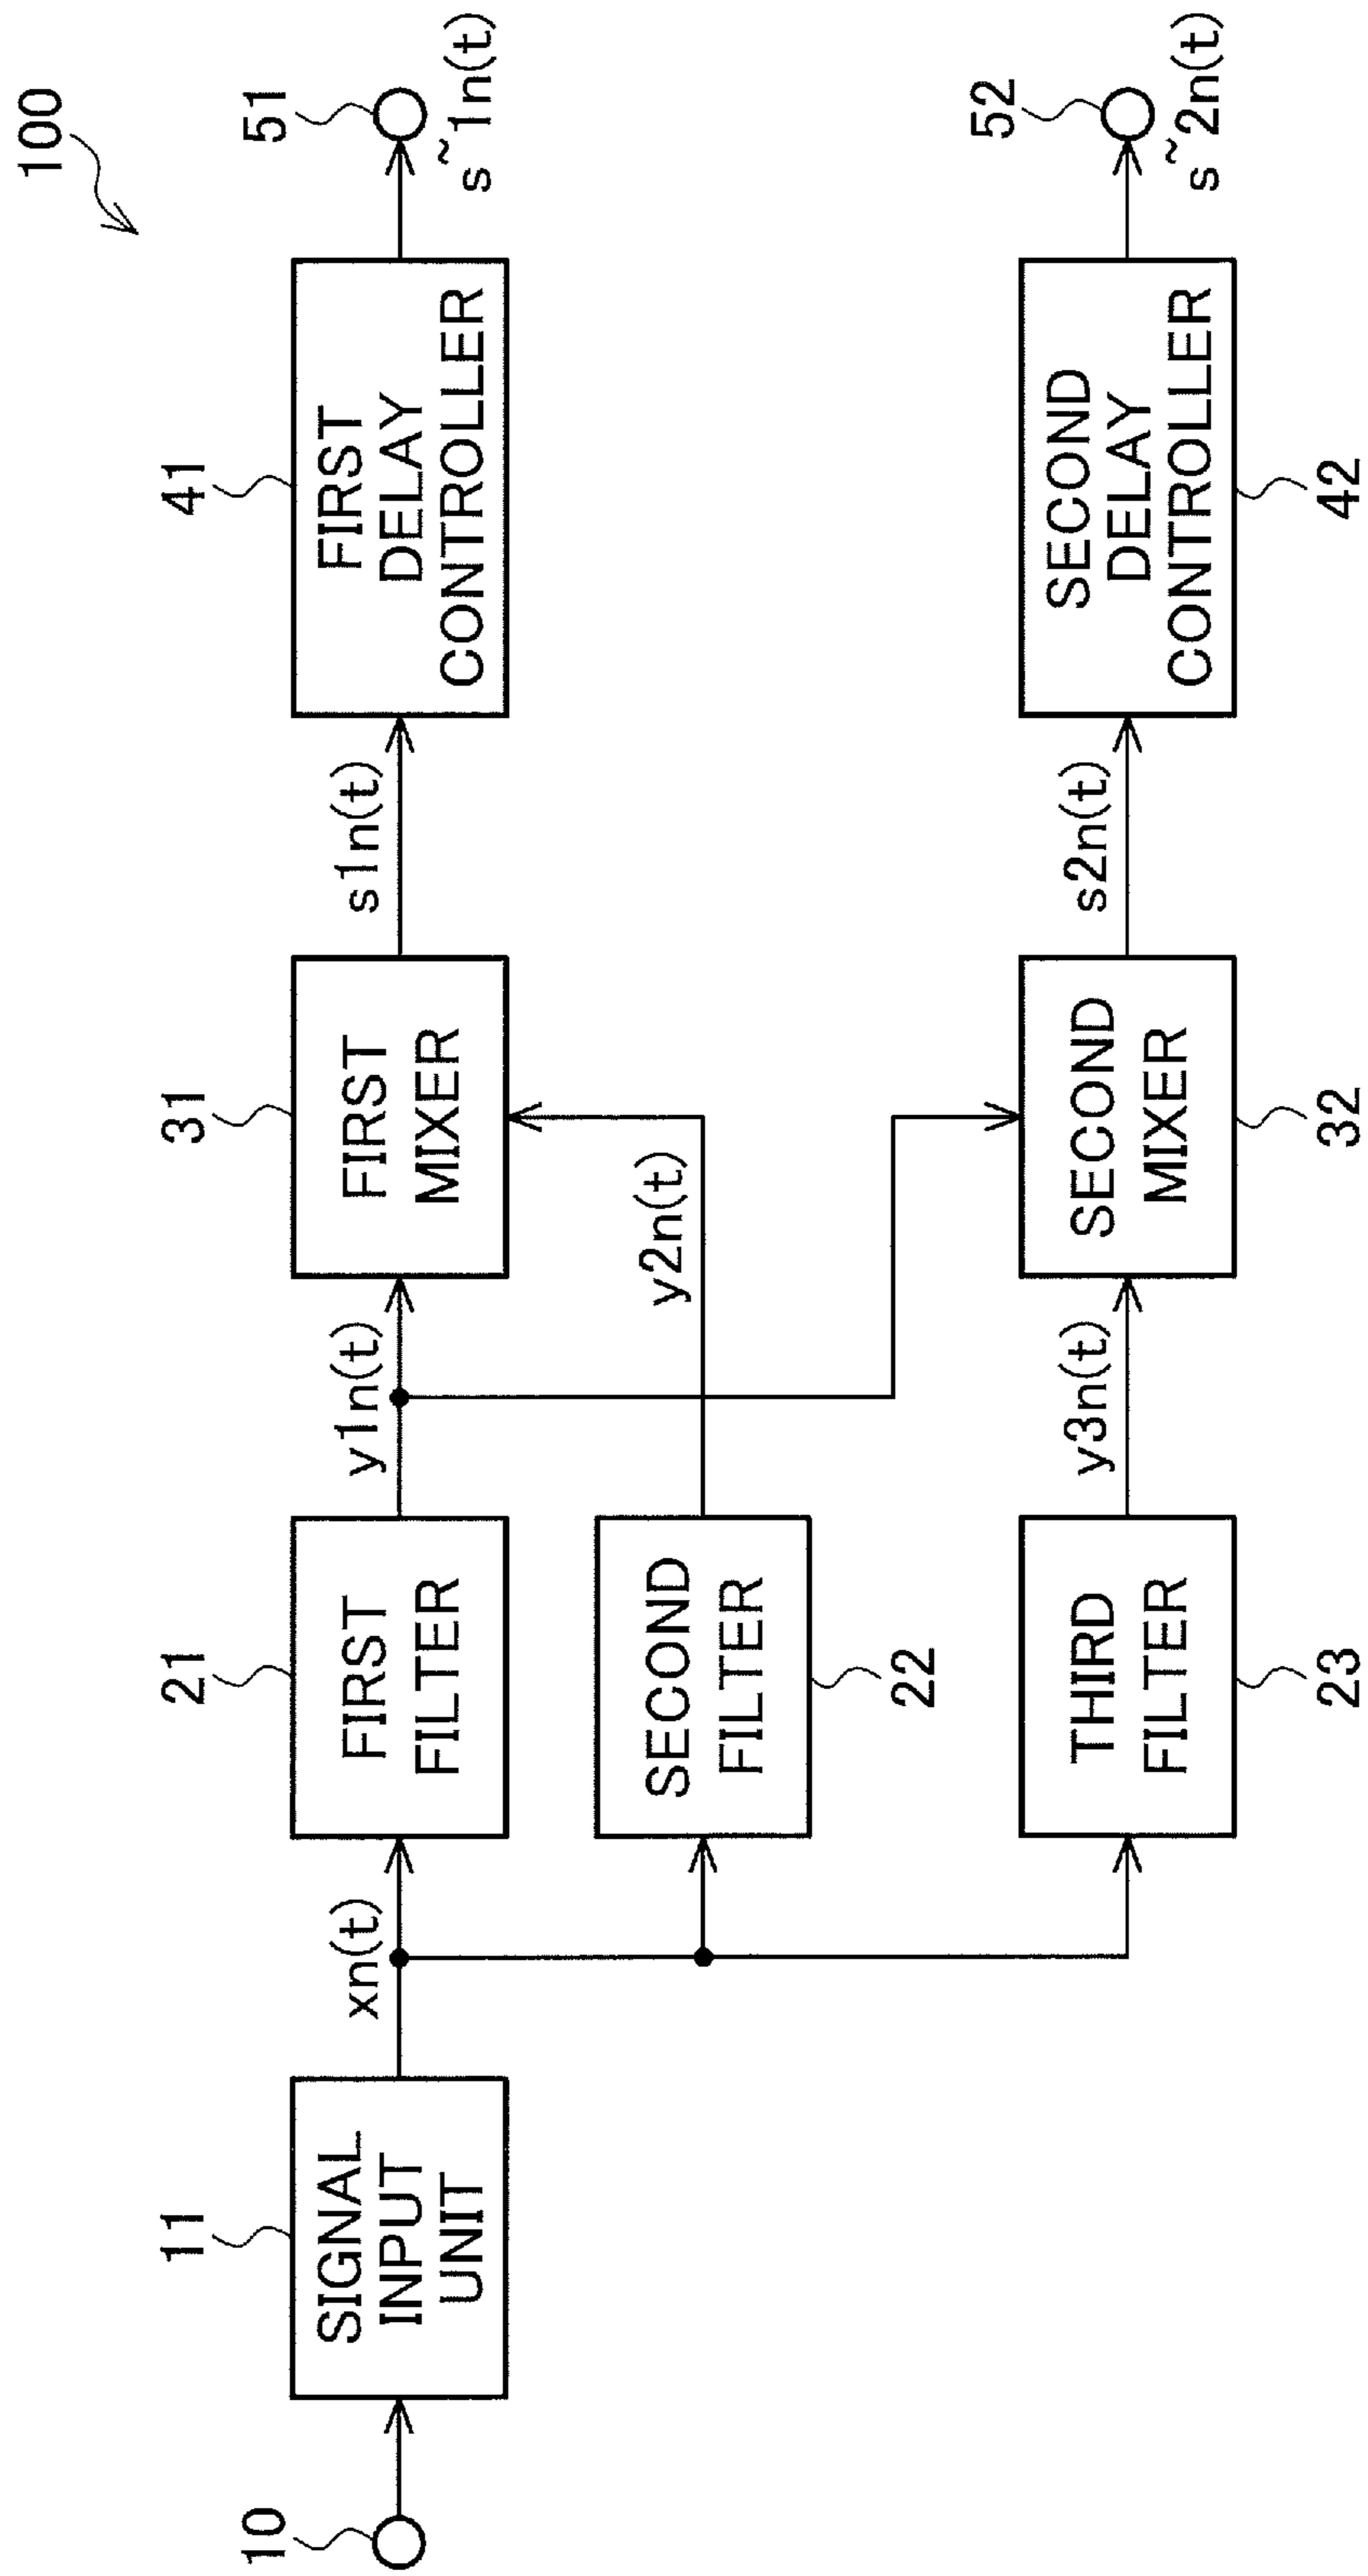 100
10
11
SIGNAL
INPUT
UNIT
xn(t)
21
FIRST
FILTER
y1n(t)
31
FIRST
MIXER
s1n(t)
41
FIRST
DELAY
CONTROLLER
51
s~1n(t)
SECOND
FILTER
22
y2n(t)
THIRD
FILTER
23
y3n(t)
SECOND
MIXER
32
s2n(t)
SECOND
DELAY
CONTROLLER
42
52
s~2n(t)